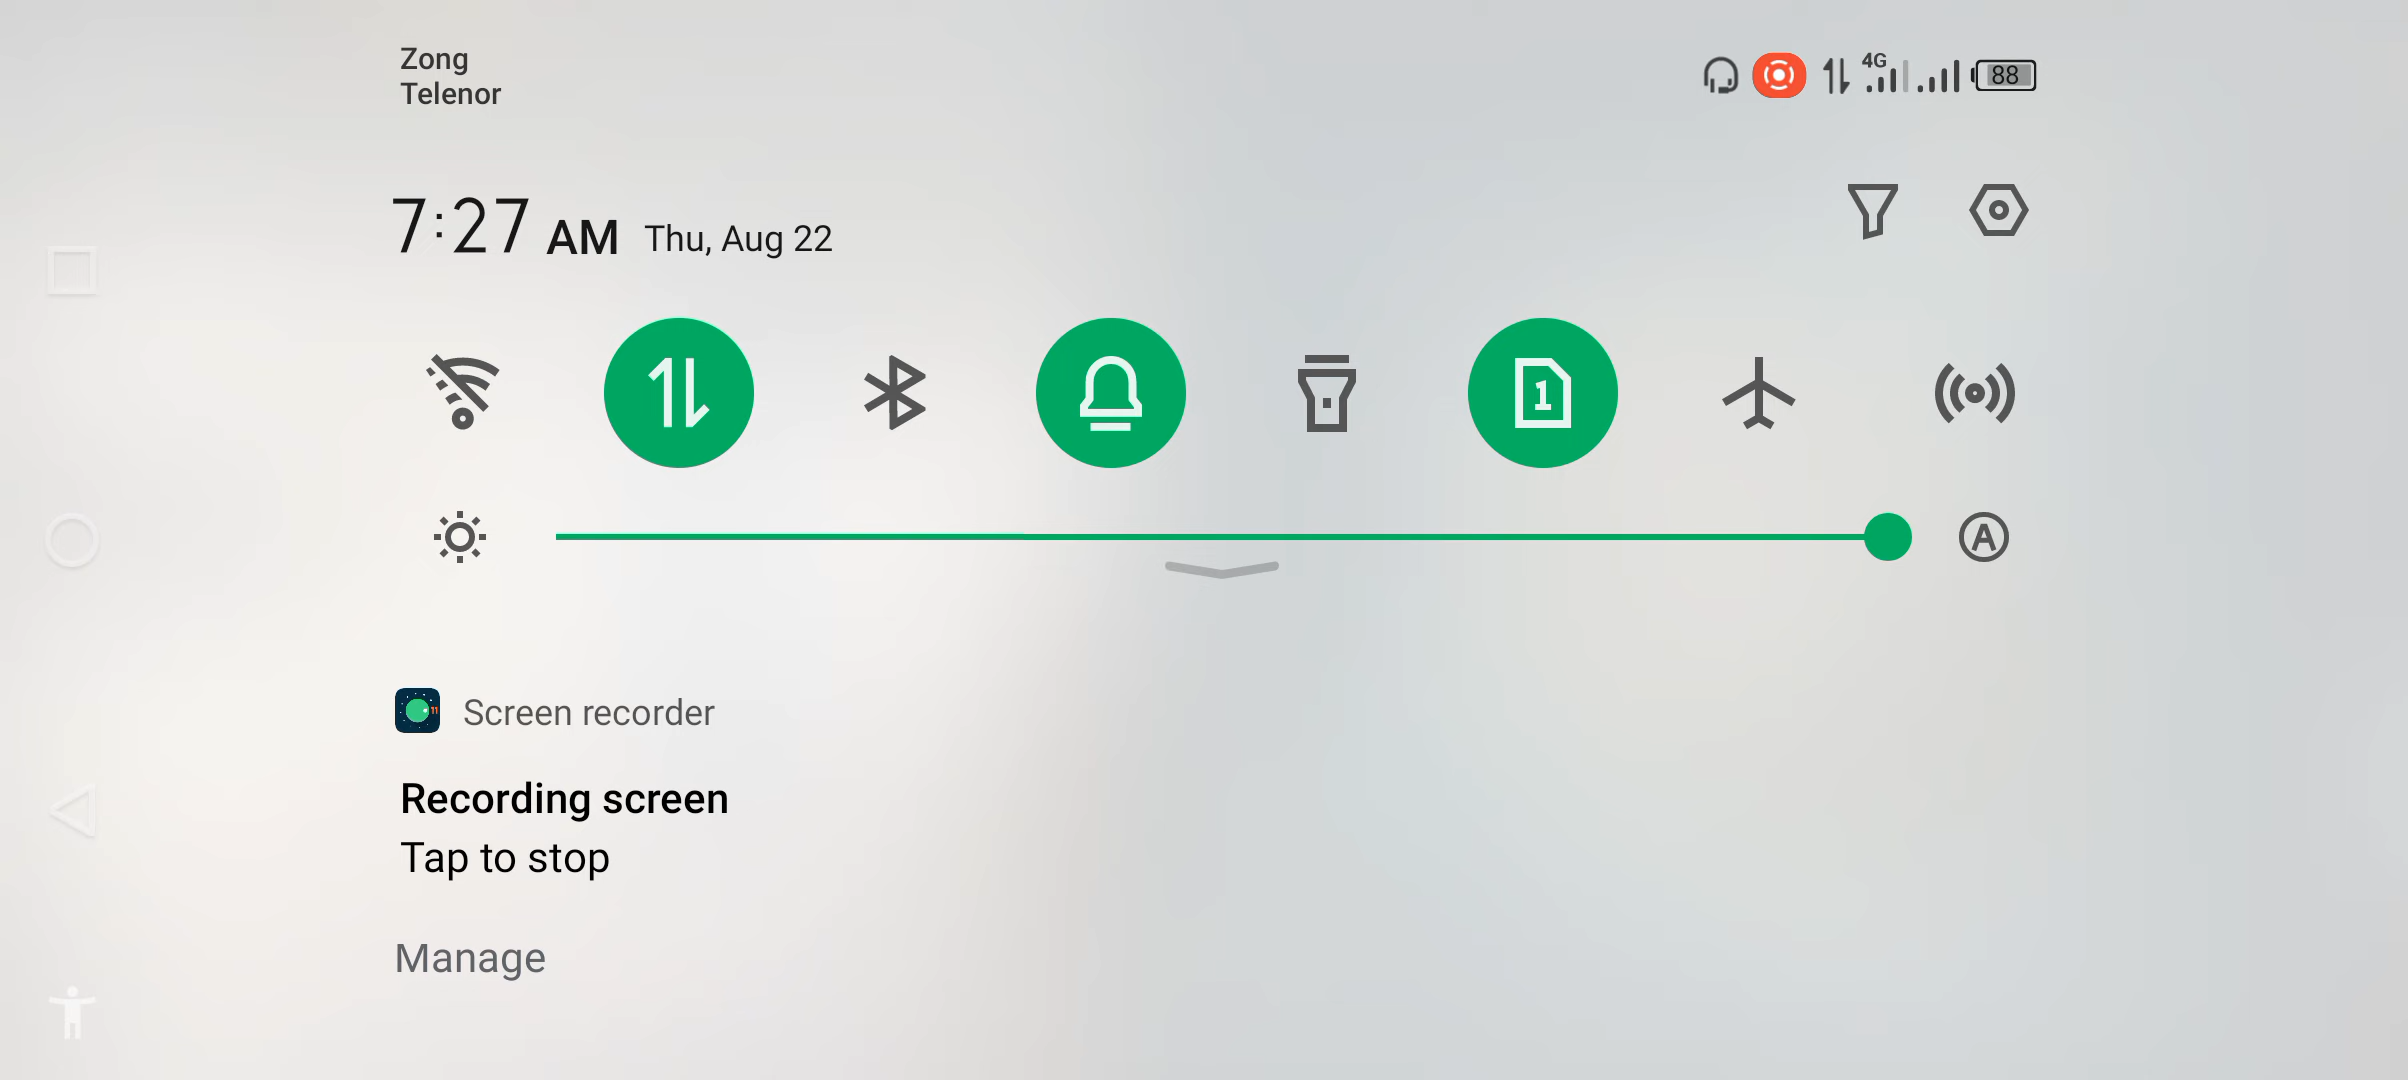 Zong
Telenor
4G
88
7:27 AM Thu, Aug 22
1
A
Screen recorder
Recording screen
Tap to stop
Manage